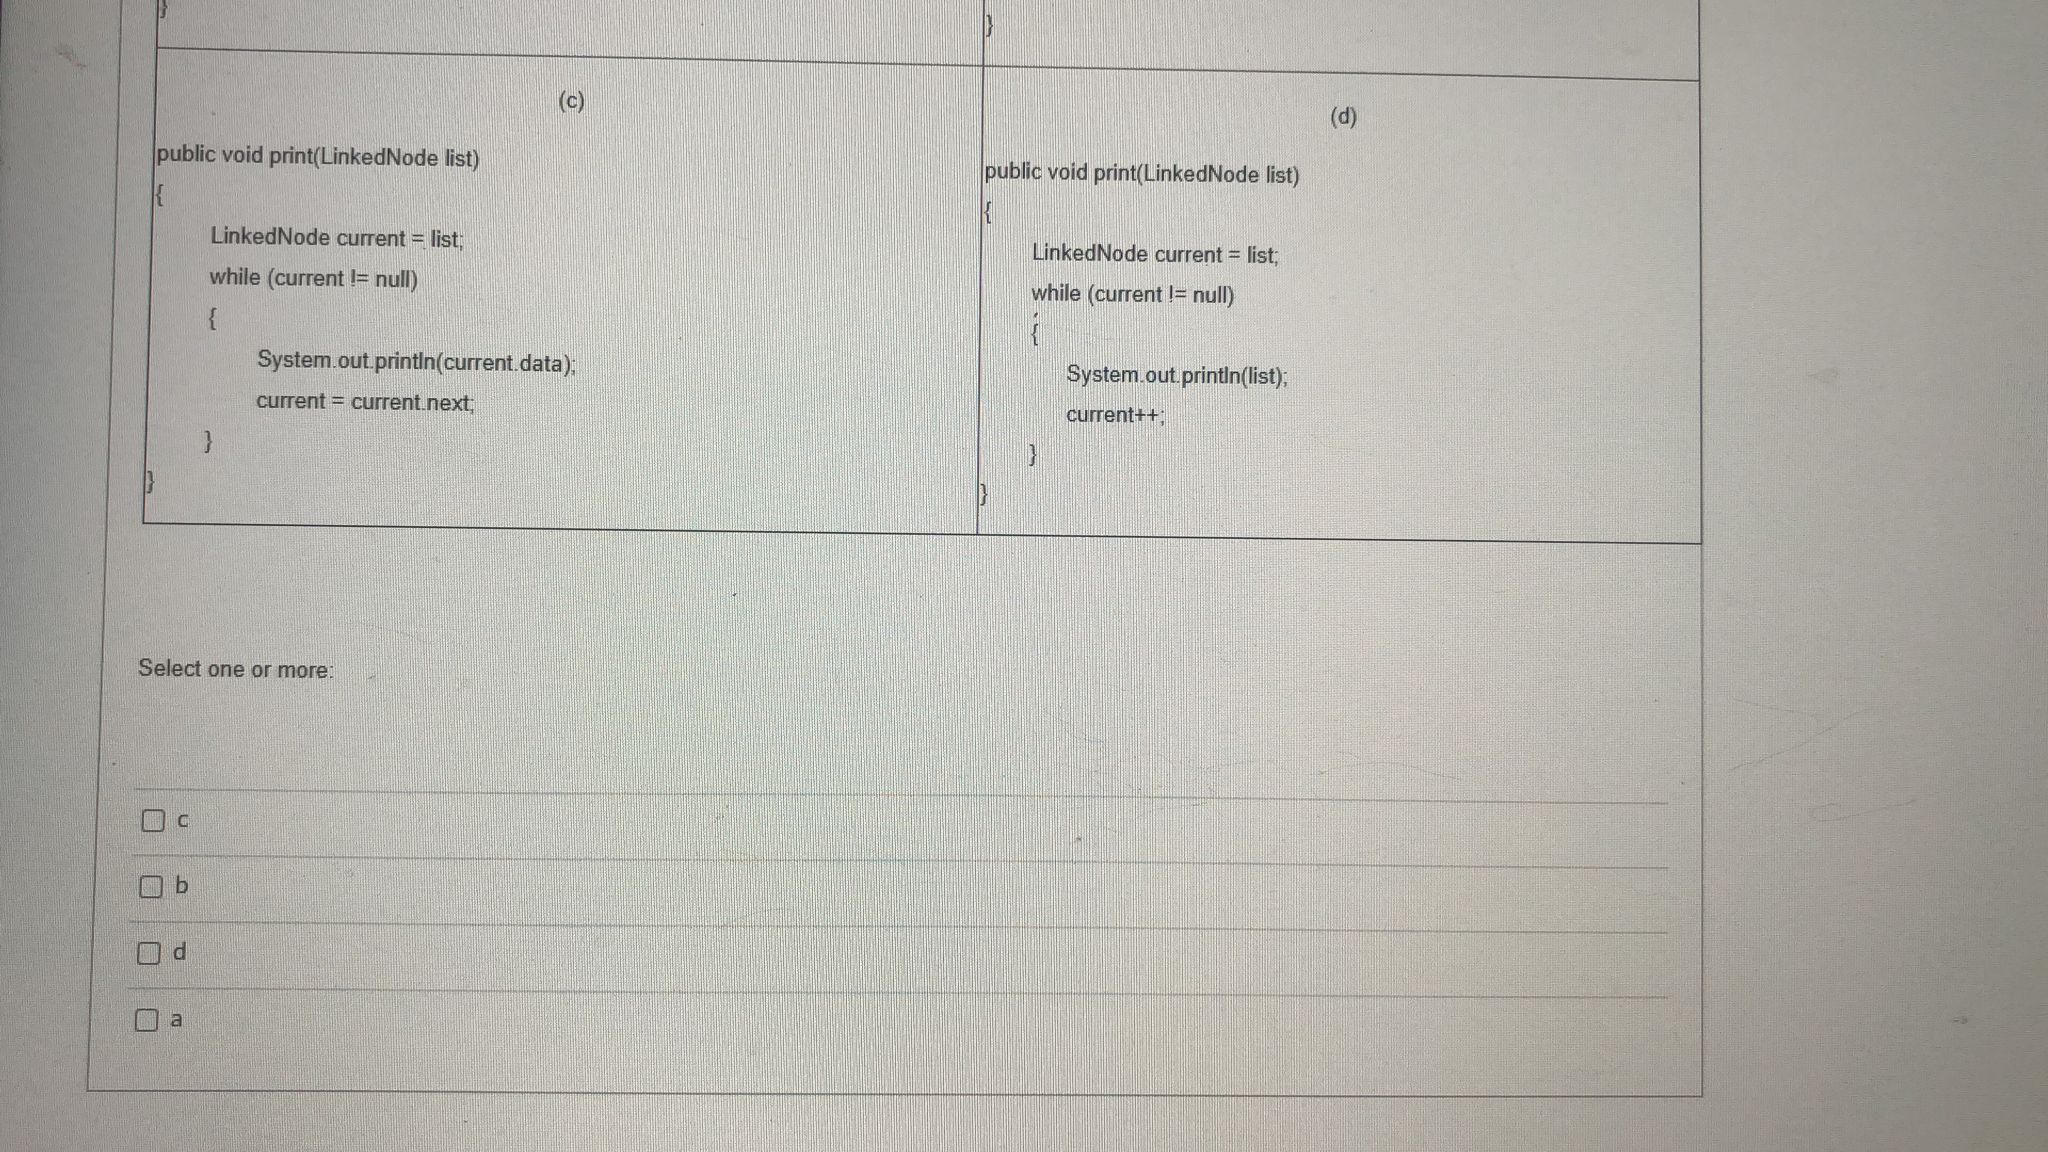 }
}
(c)
public void print(LinkedNode list)
{
LinkedNode current = list;
while (current != null)
{
System.out.println(current.data);
current = current.next;
}
}
(d)
public void print(LinkedNode list)
{
LinkedNode current = list;
while (current != null)
{
System.out.println(list);
current++;
}
}
Select one or more:
c
b
d
a